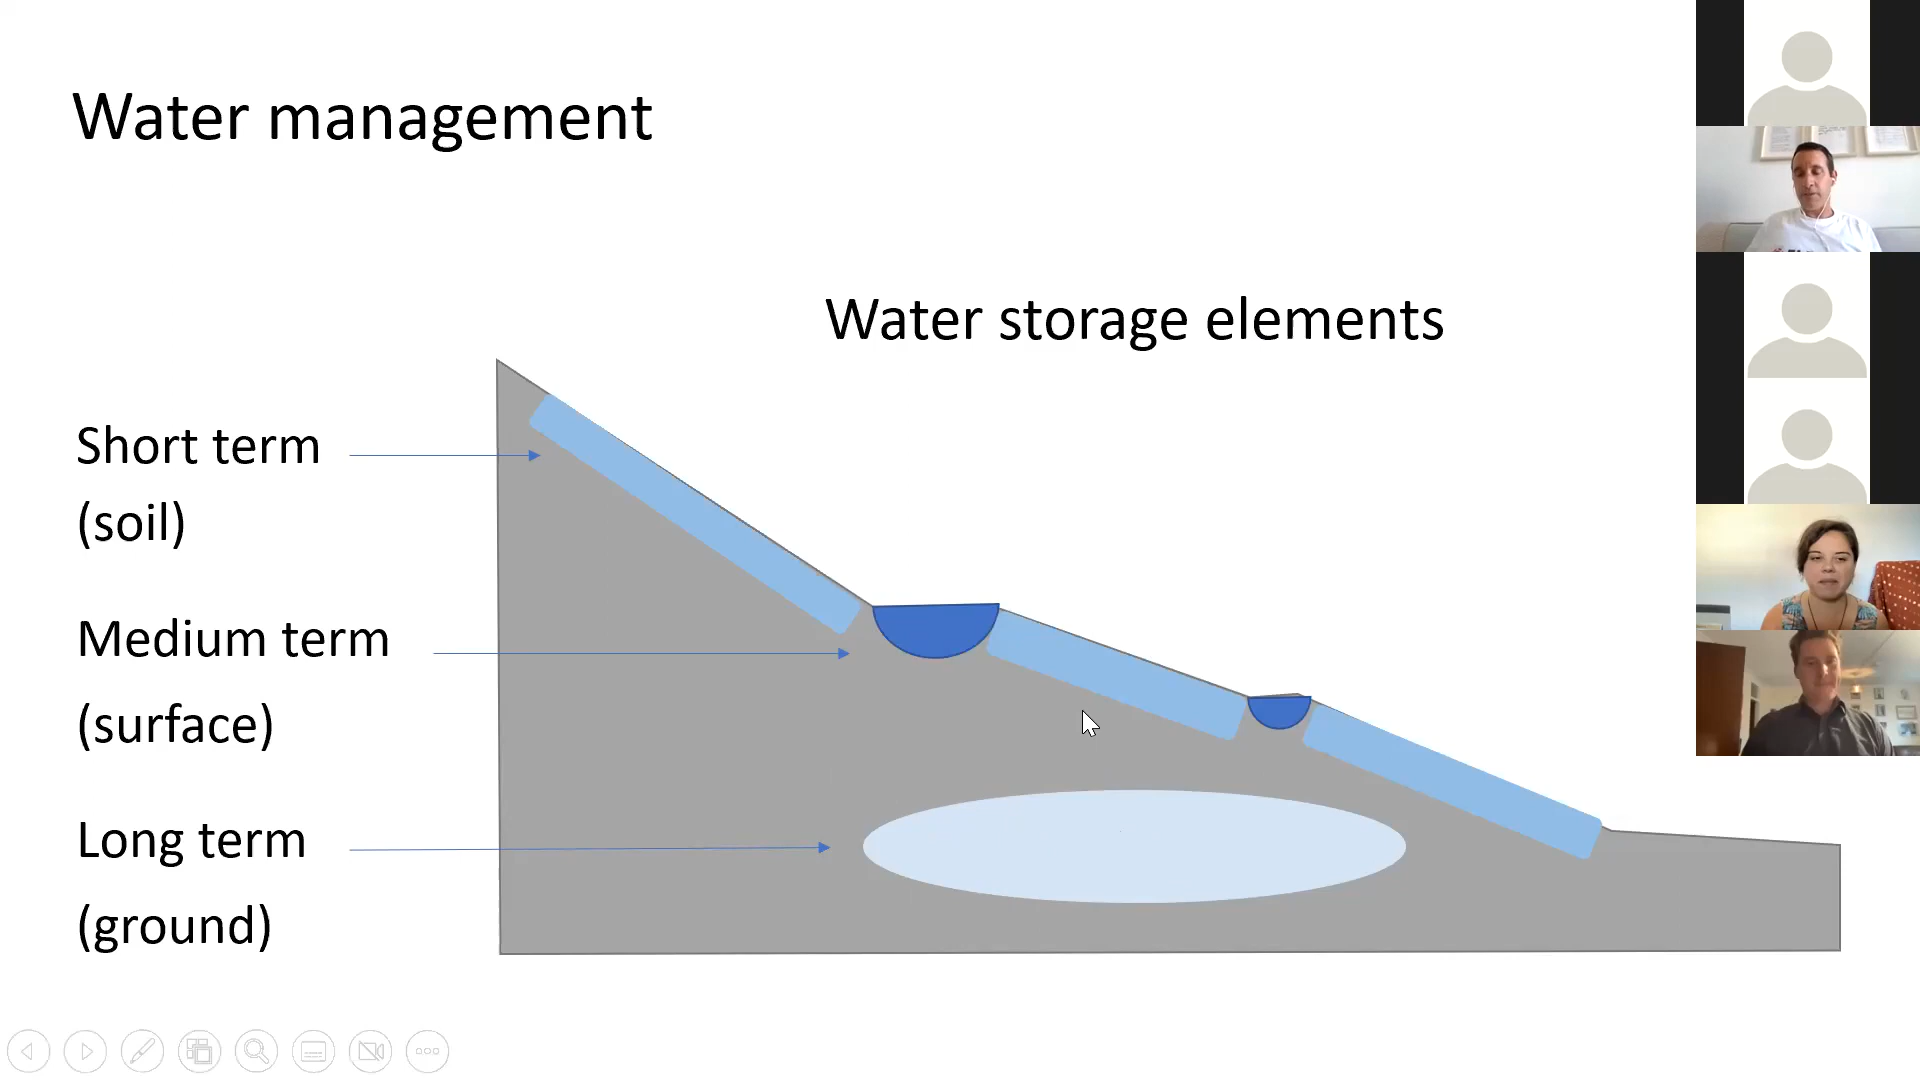 Water management
Water storage elements
Short term
(soil)
Medium term
(surface)
Long term
(ground)